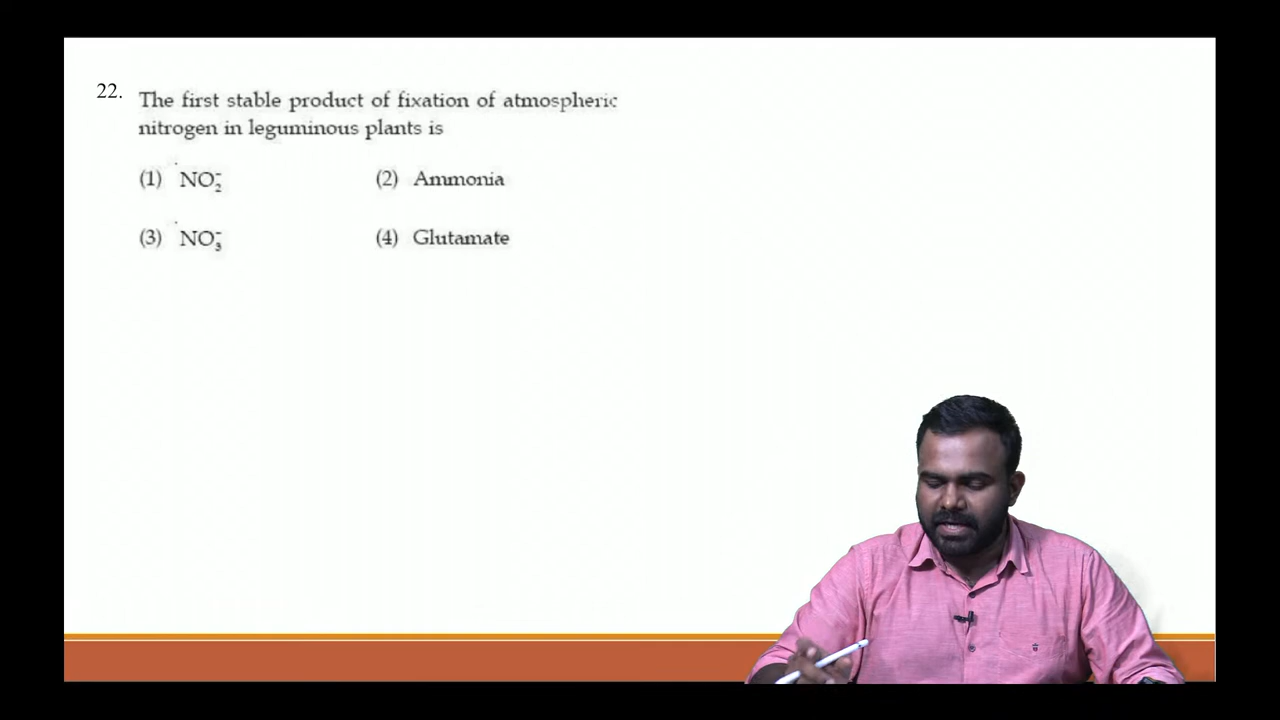 22. The first stable product of fixation of atmospheric
nitrogen in leguminous plants is
(1) NO₂⁻ (2) Ammonia
(3) NO₃⁻ (4) Glutamate